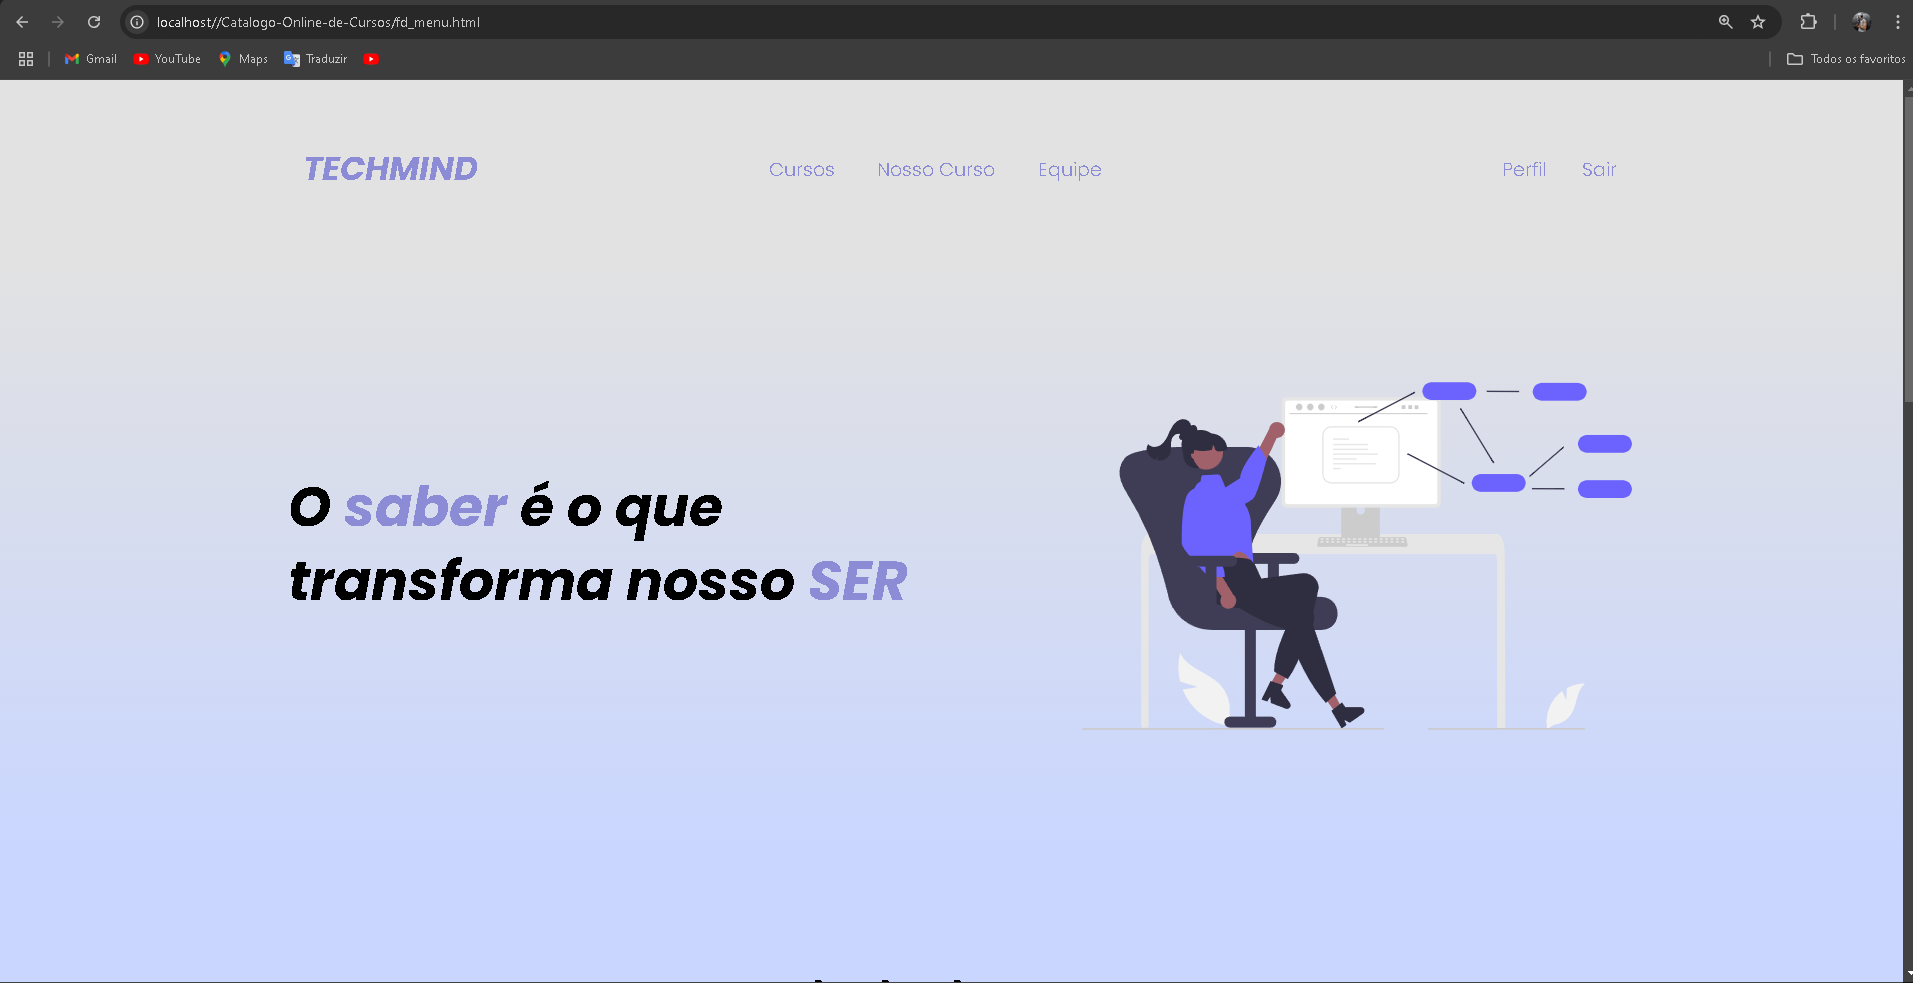 localhost//Catalogo-Online-de-Cursos/fd_menu.html
Gmail YouTube Maps Traduzir Todos os favoritos
TECHMIND Cursos Nosso Curso Equipe Perfil Sair
O saber é o que
transforma nosso SER